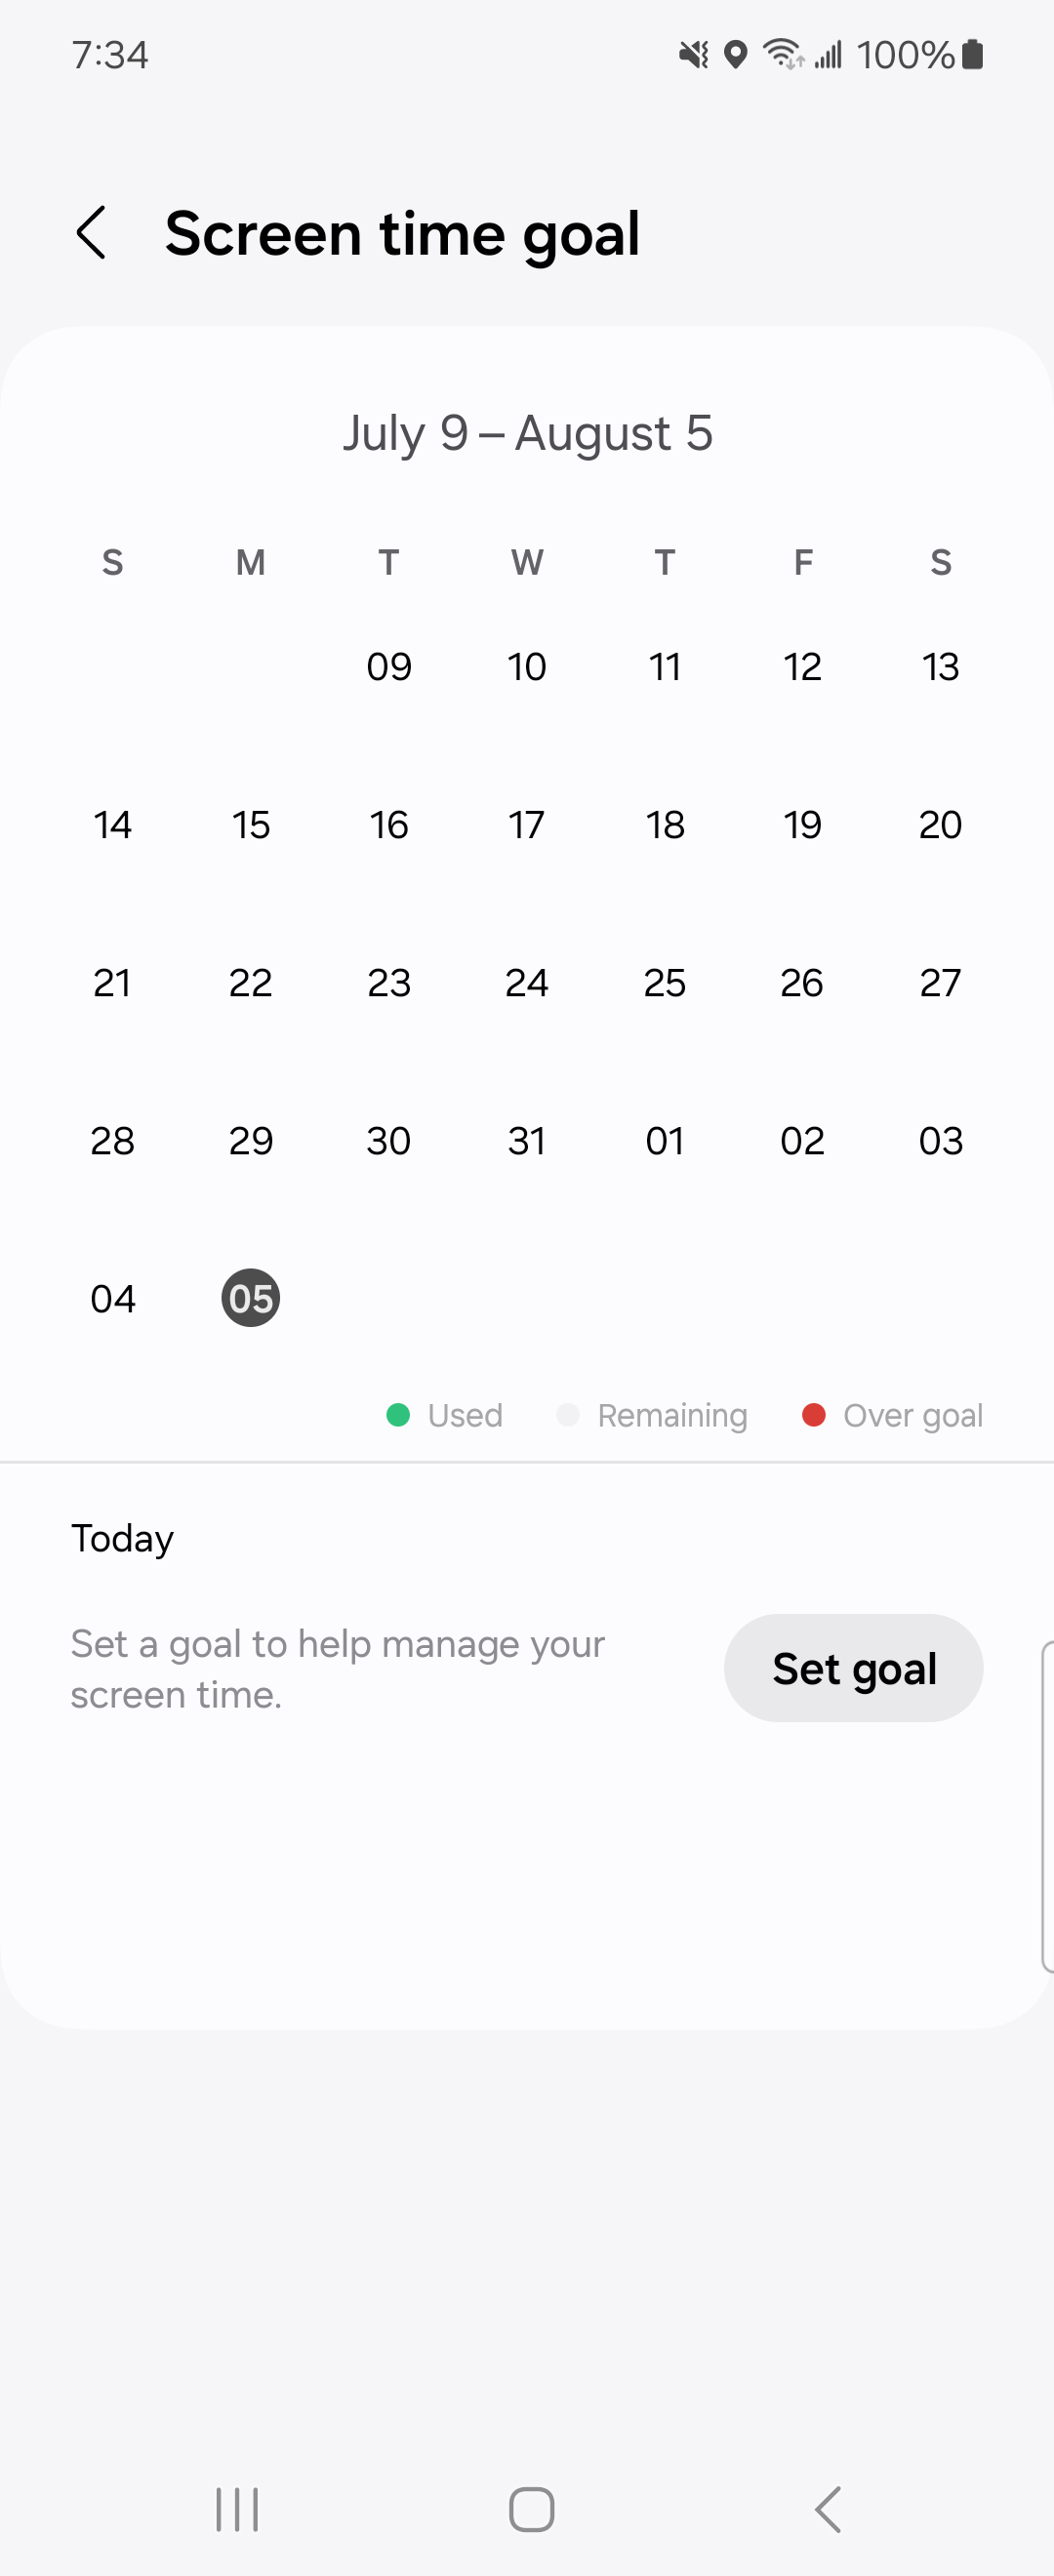 7:34 100%
Screen time goal
July 9 – August 5
S M T W T F S
09 10 11 12 13
14 15 16 17 18 19 20
21 22 23 24 25 26 27
28 29 30 31 01 02 03
04 05
Used Remaining Over goal
Today
Set a goal to help manage your
screen time.
Set goal